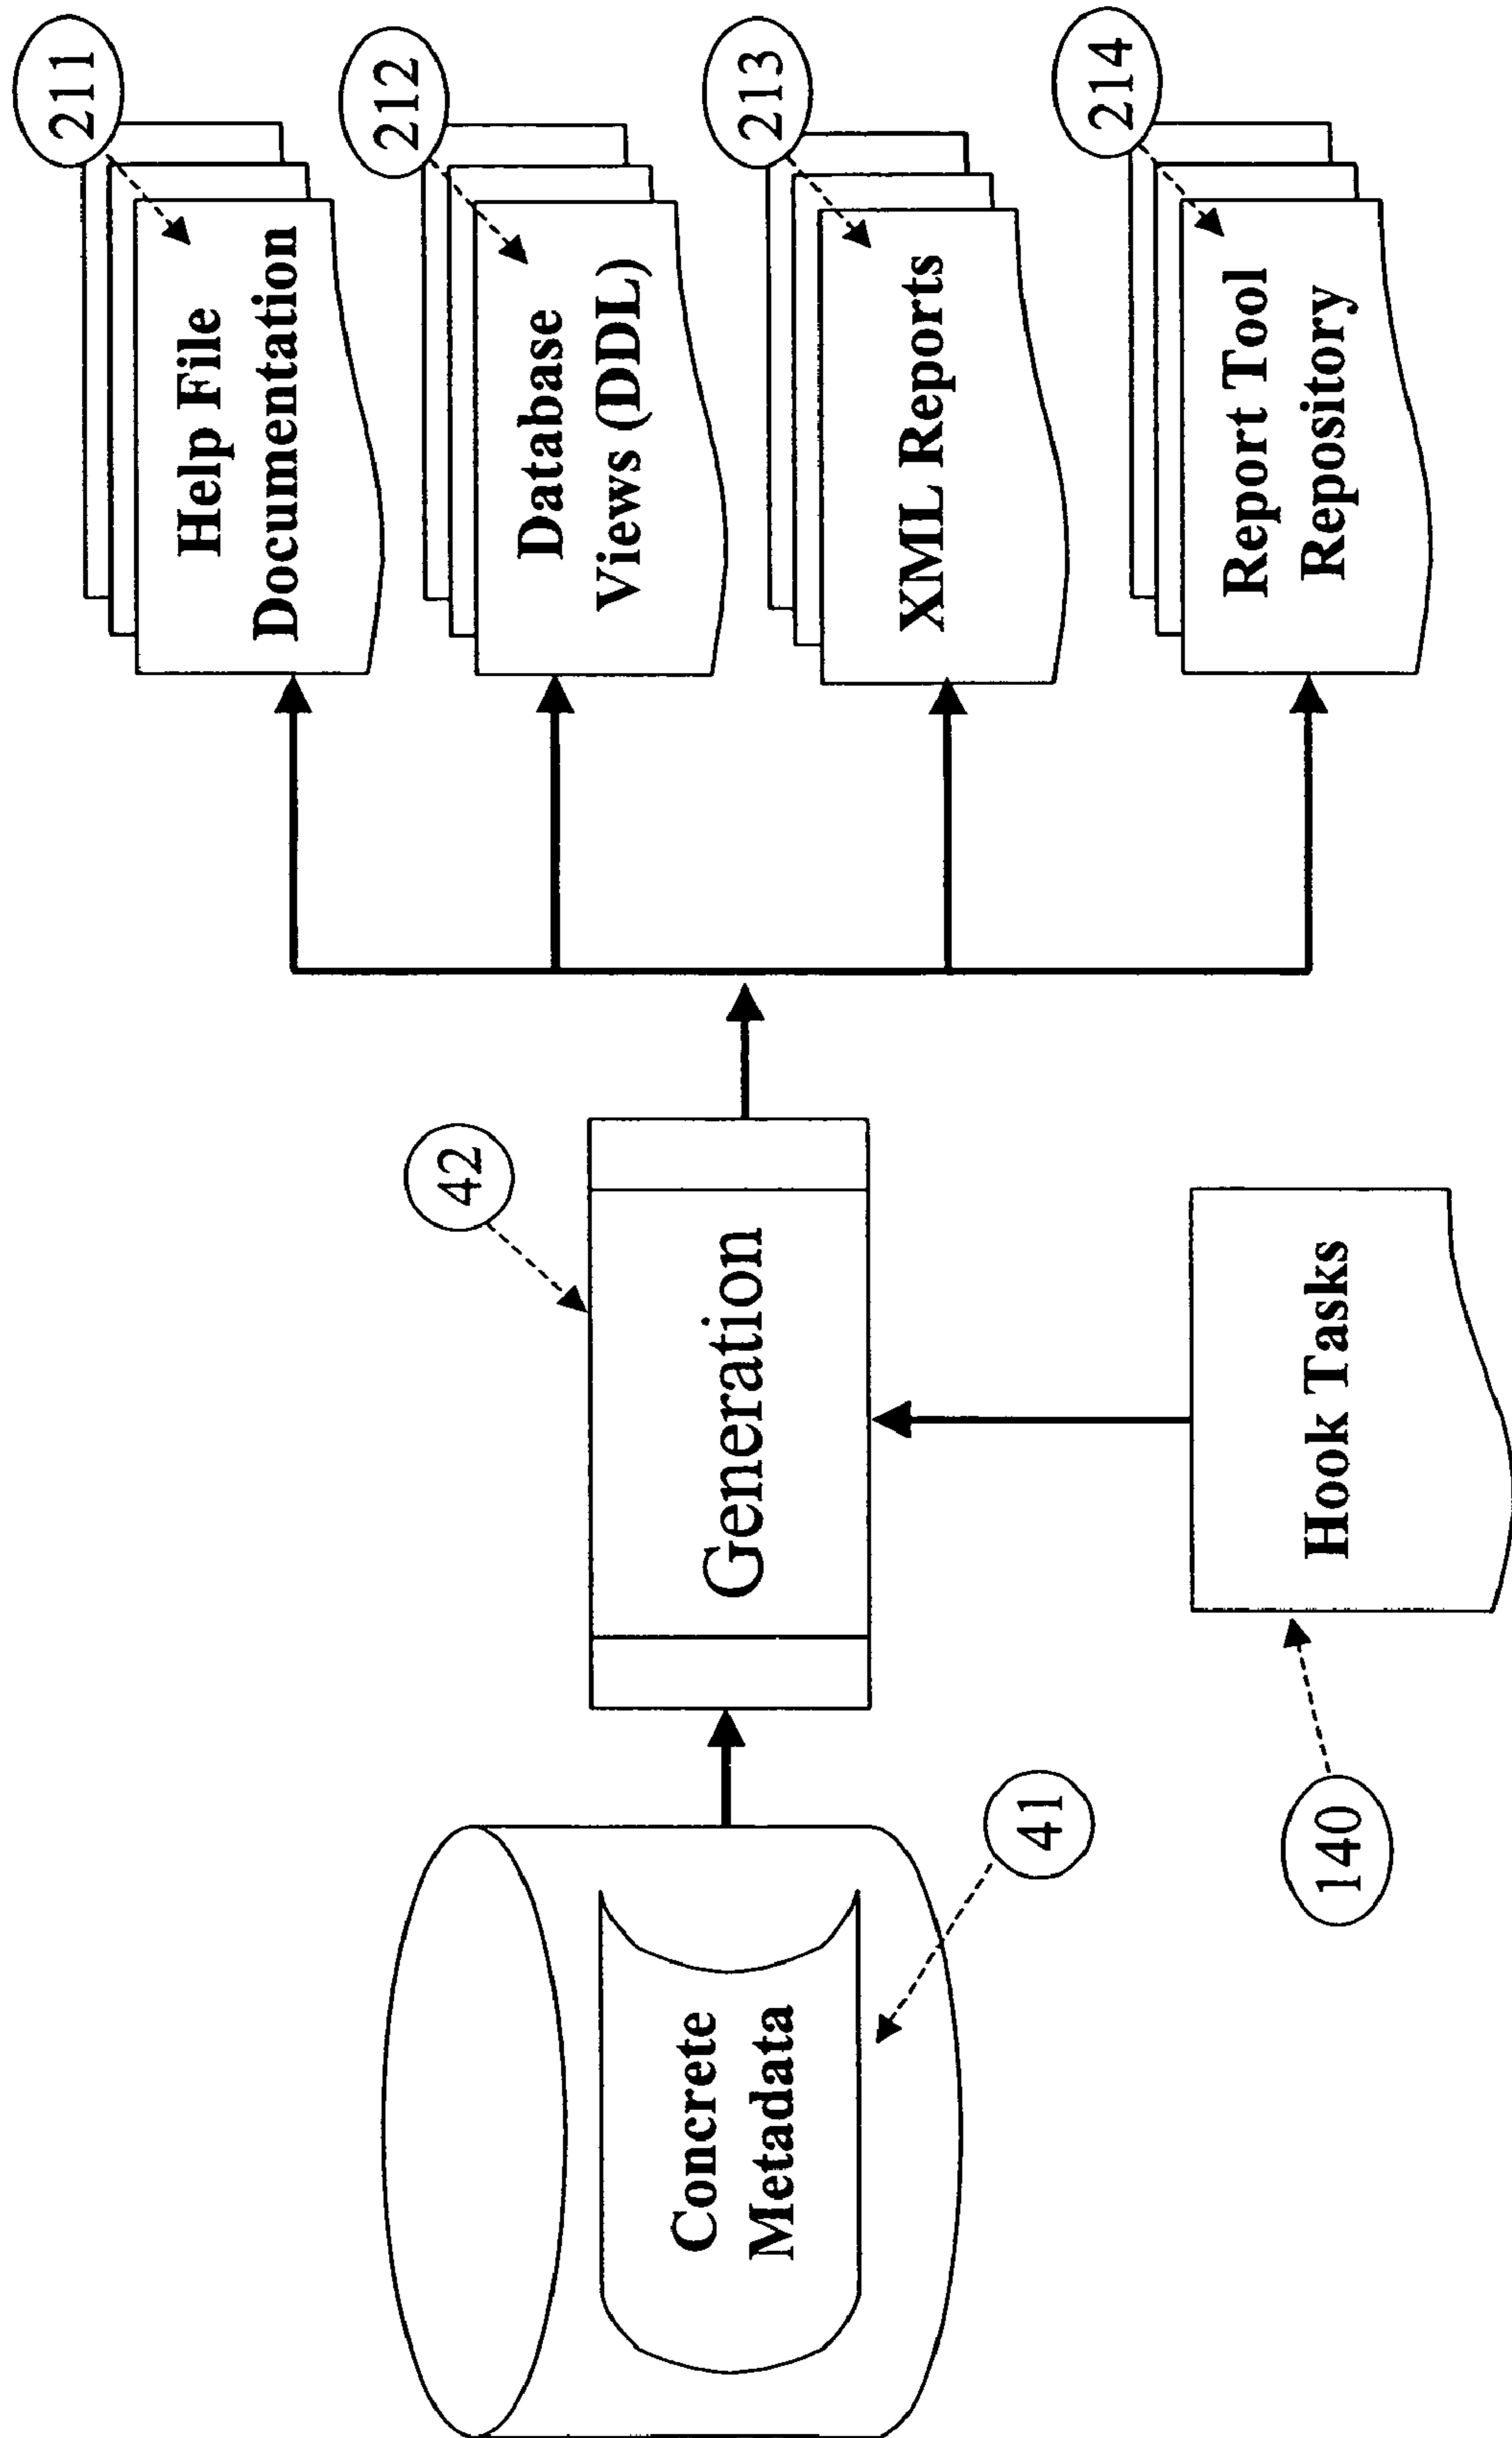 211
Help File
Documentation
212
Database
Views (DDL)
213
XML Reports
214
Report Tool
Repository
42
Generation
Hook Tasks
140
41
Concrete
Metadata